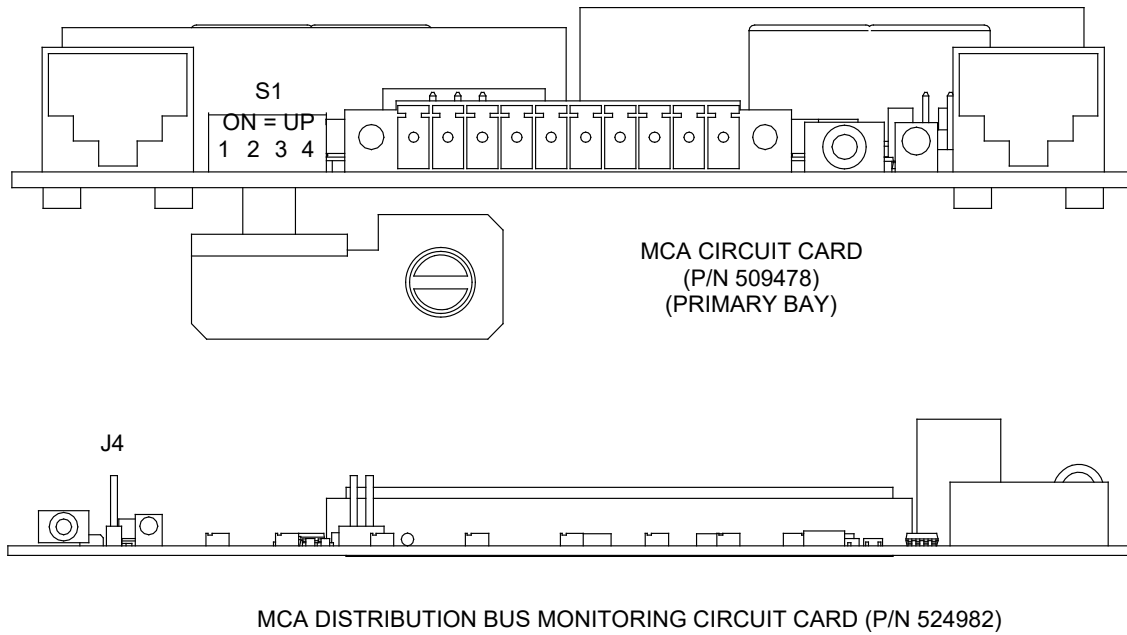 S1
ON = UP
1 2 3 4
MCA CIRCUIT CARD
(P/N 509478)
(PRIMARY BAY)
J4
MCA DISTRIBUTION BUS MONITORING CIRCUIT CARD (P/N 524982)